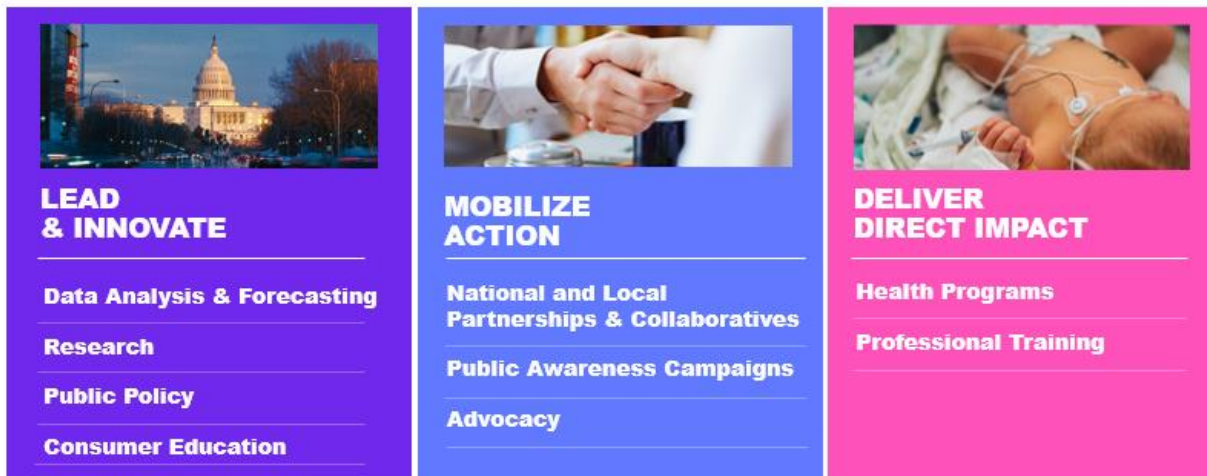 LEAD
& INNOVATE
Data Analysis & Forecasting
Research
Public Policy
Consumer Education
MOBILIZE
ACTION
National and Local
Partnerships & Collaboratives
Public Awareness Campaigns
Advocacy
DELIVER
DIRECT IMPACT
Health Programs
Professional Training